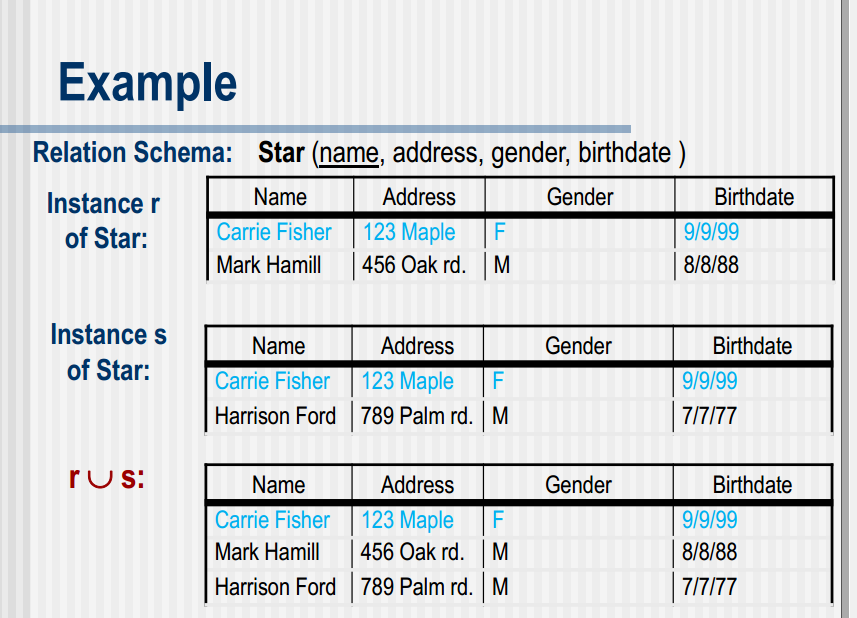 Example
Relation Schema: Star (name, address, gender, birthdate )
Instance r
of Star:
Name Address Gender Birthdate
Carrie Fisher 123 Maple F 9/9/99
Mark Hamill 456 Oak rd. M 8/8/88
Instance s
of Star:
Name Address Gender Birthdate
Carrie Fisher 123 Maple F 9/9/99
Harrison Ford 789 Palm rd. M 7/7/77
r ∪ s:
Name Address Gender Birthdate
Carrie Fisher 123 Maple F 9/9/99
Mark Hamill 456 Oak rd. M 8/8/88
Harrison Ford 789 Palm rd. M 7/7/77